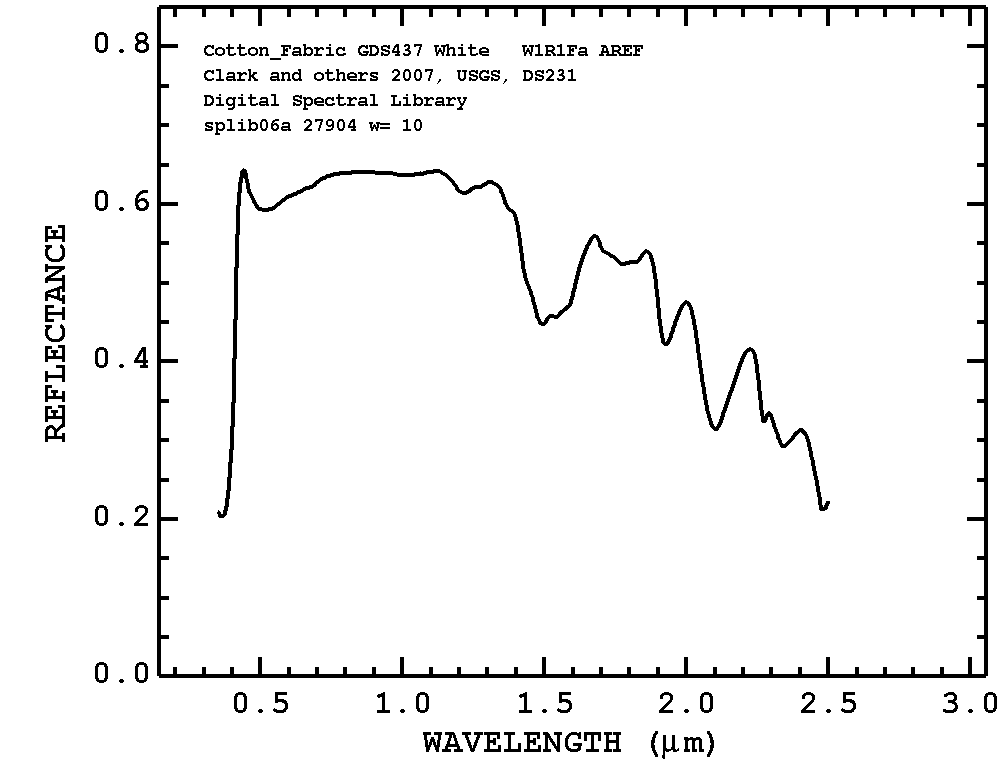 Cotton_Fabric GDS437 White   W1R1Fa AREF
Clark and others 2007, USGS, DS231
Digital Spectral Library
splib06a 27904 w= 10
REFLECTANCE
0.8
0.6
0.4
0.2
0.0
0.5 1.0 1.5 2.0 2.5 3.0
WAVELENGTH (μm)